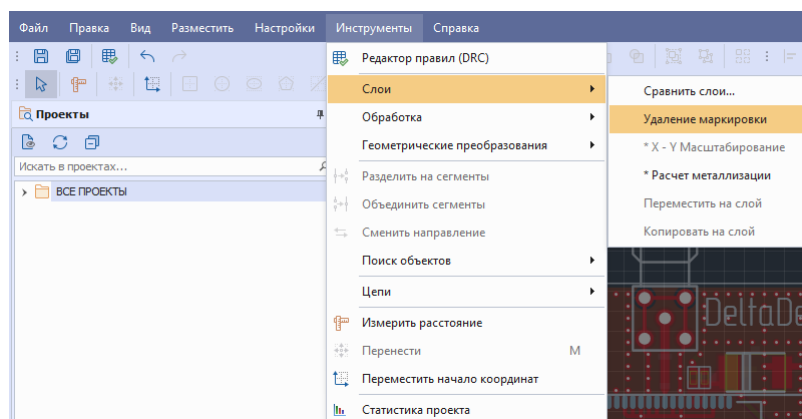 Файл Правка Вид Разместить Настройки Инструменты Справка
Редактор правил (DRC)
Слои
Сравнить слои...
Проекты
Обработка
Удаление маркировки
Геометрические преобразования
* X - Y Масштабирование
Искать в проектах...
Разделить на сегменты
* Расчет металлизации
ВСЕ ПРОЕКТЫ
Объединить сегменты
Переместить на слой
Сменить направление
Копировать на слой
Поиск объектов
Цепи
Измерить расстояние
Перенести M
Переместить начало координат
Статистика проекта